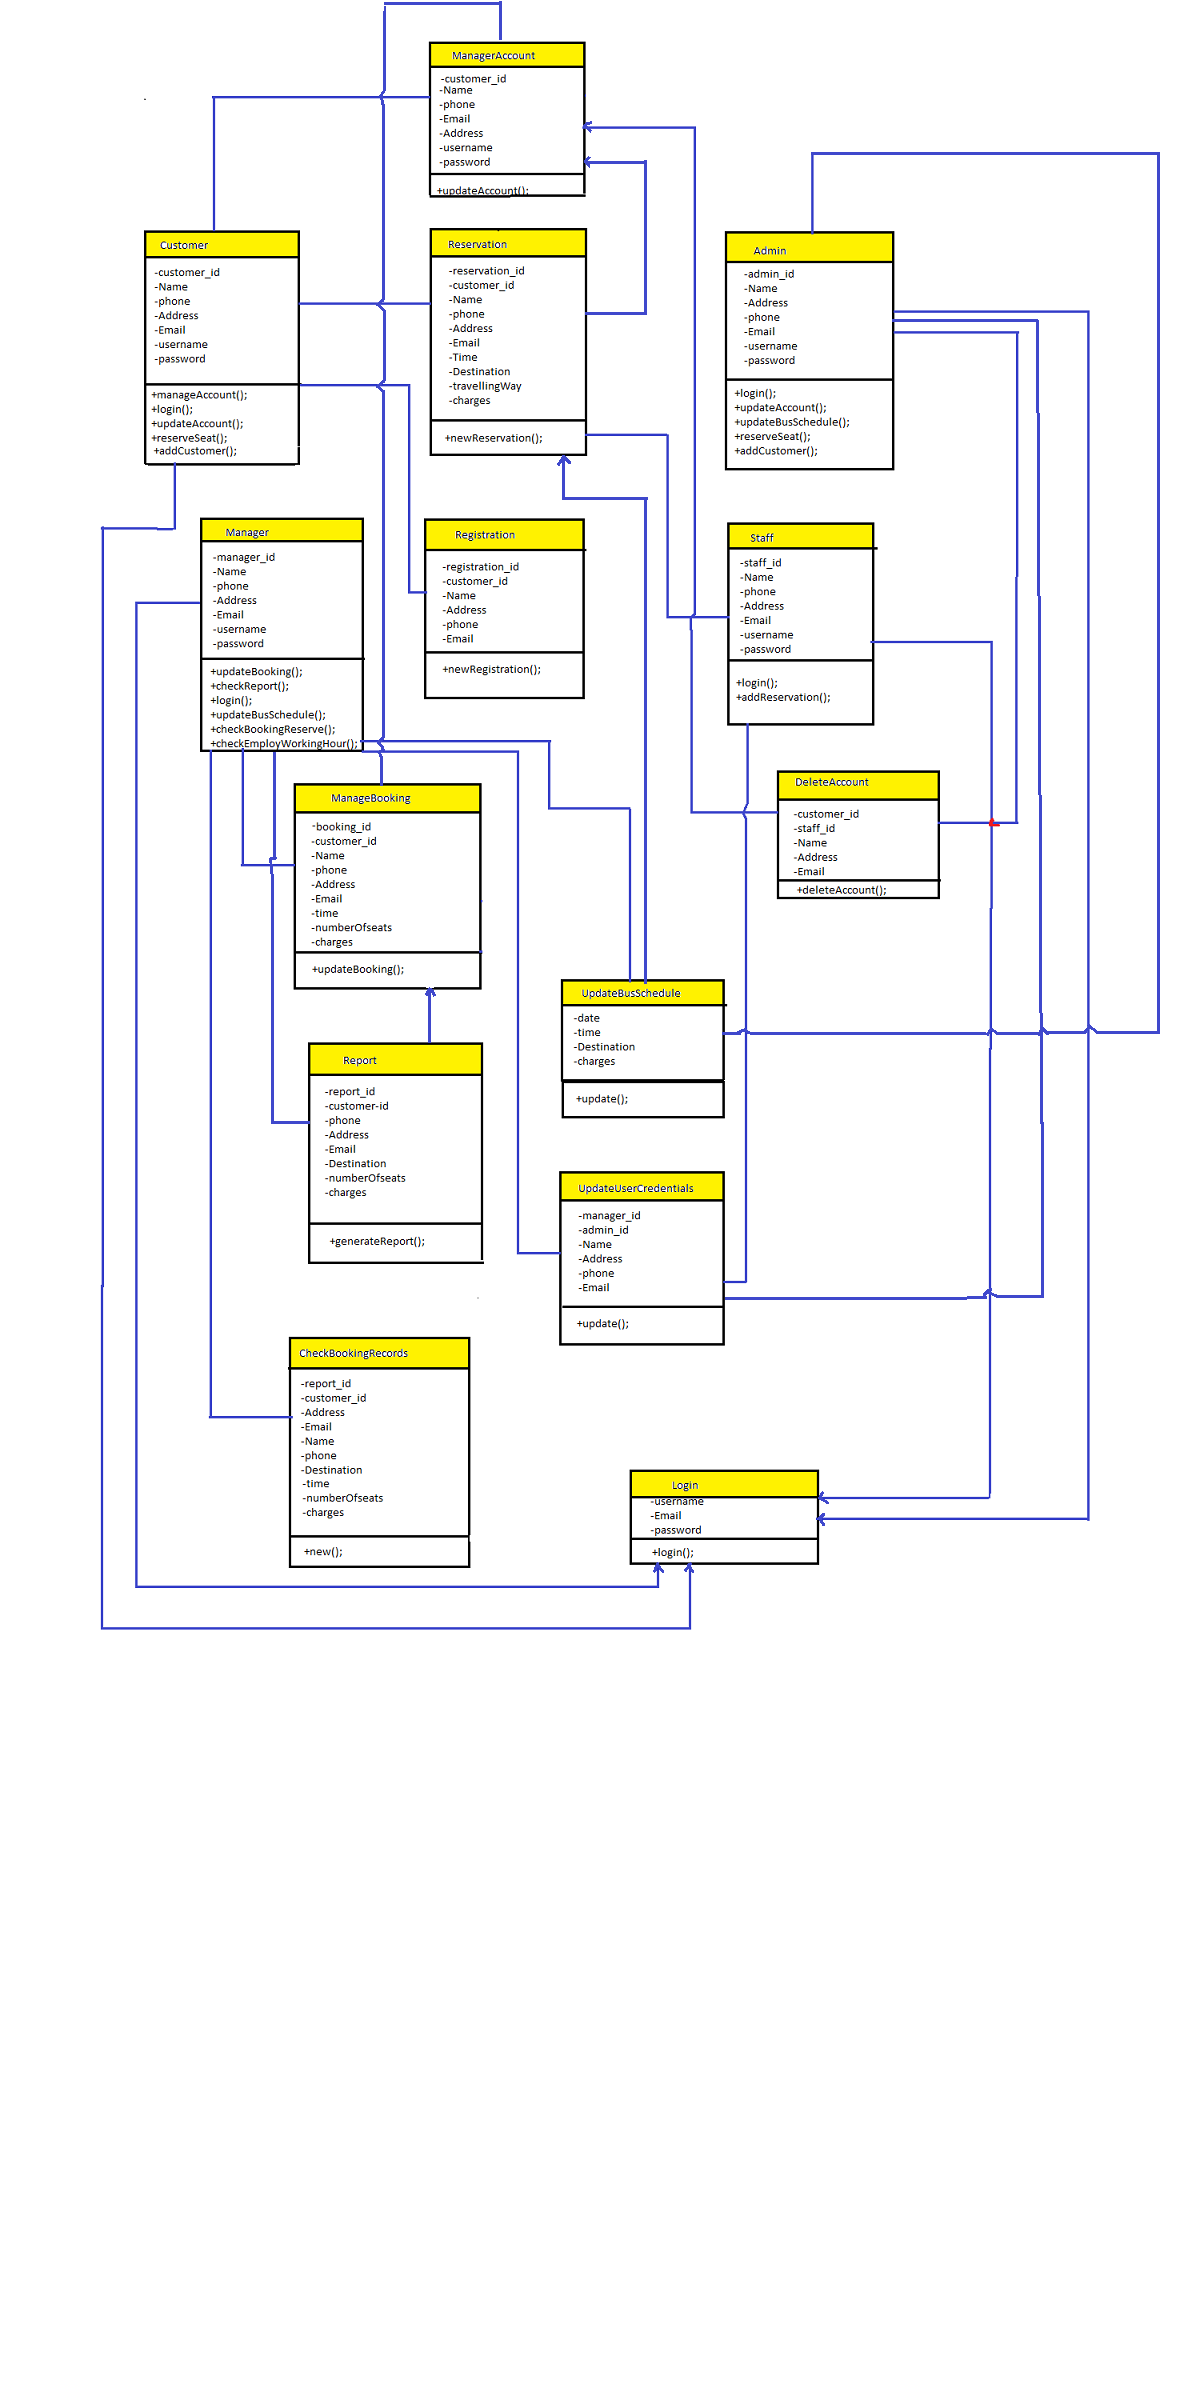 ManagerAccount
-customer_id
-Name
-phone
-Email
-Address
-username
-password
+updateAccount();
Customer
-customer_id
-Name
-phone
-Address
-Email
-username
-password
+manageAccount();
+login();
+updateAccount();
+reserveSeat();
+addCustomer();
Reservation
-reservation_id
-customer_id
-Name
-phone
-Address
-Email
-Time
-Destination
-travellingWay
-charges
+newReservation();
Admin
-admin_id
-Name
-Address
-phone
-Email
-username
-password
+login();
+updateAccount();
+updateBusSchedule();
+reserveSeat();
+addCustomer();
Manager
-manager_id
-Name
-phone
-Address
-Email
-username
-password
+updateBooking();
+checkReport();
+login();
+updateBusSchedule();
+checkBookingReserve();
+checkEmployWorkingHour();
Registration
-registration_id
-customer_id
-Name
-Address
-phone
-Email
+newRegistration();
Staff
-staff_id
-Name
-phone
-Address
-Email
-username
-password
+login();
+addReservation();
ManageBooking
-booking_id
-customer_id
-Name
-phone
-Address
-Email
-time
-numberOfseats
-charges
+updateBooking();
DeleteAccount
-customer_id
-staff_id
-Name
-Address
-Email
+deleteAccount();
UpdateBusSchedule
-date
-time
-Destination
-charges
+update();
Report
-report_id
-customer-id
-phone
-Address
-Email
-Destination
-numberOfseats
-charges
+generateReport();
UpdateUserCredentials
-manager_id
-admin_id
-Name
-Address
-phone
-Email
+update();
CheckBookingRecords
-report_id
-customer_id
-Address
-Email
-Name
-phone
-Destination
-time
-numberOfseats
-charges
+new();
Login
-username
-Email
-password
+login();